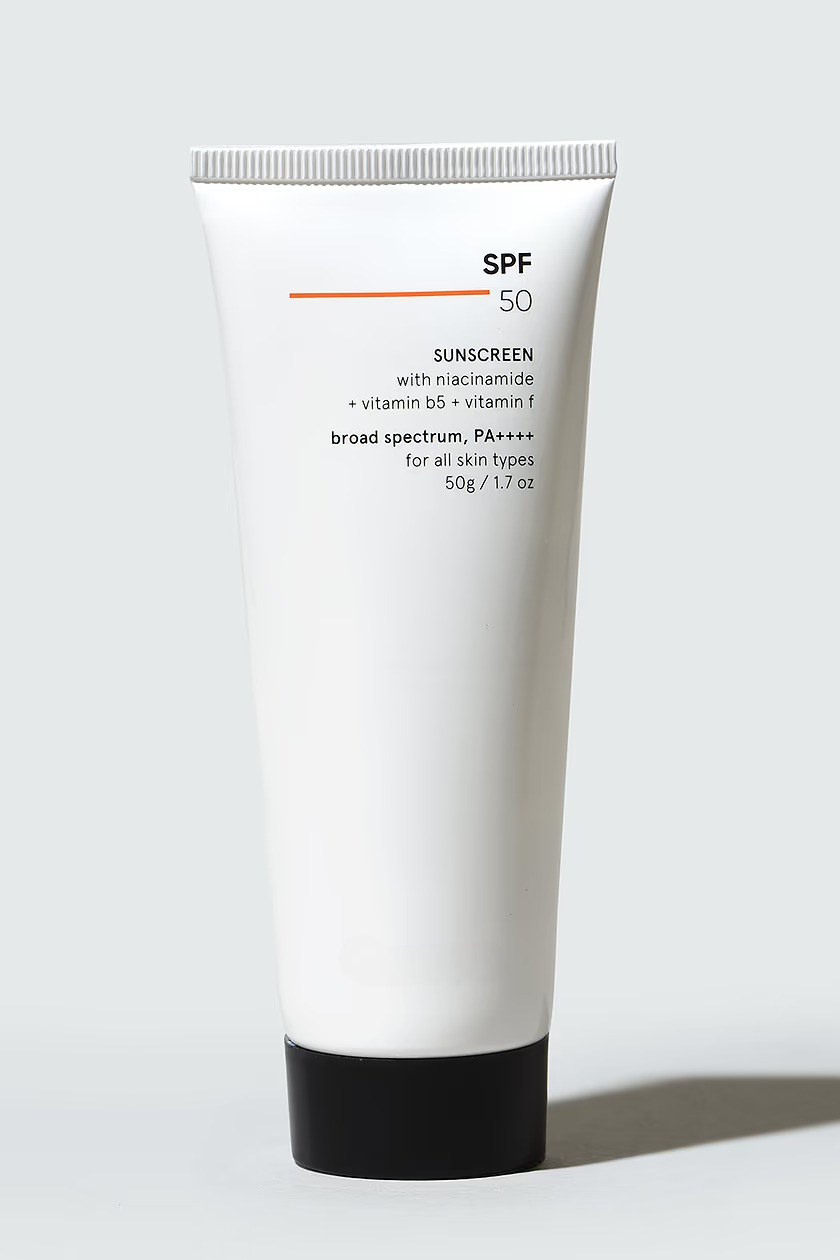 SPF
50
SUNSCREEN
with niacinamide
+ vitamin b5 + vitamin f
broad spectrum, PA++++
for all skin types
50g / 1.7 oz